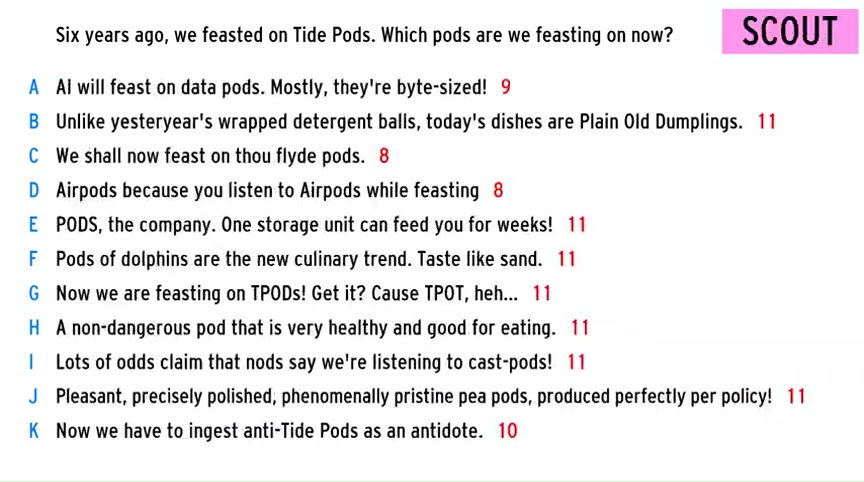 Six years ago, we feasted on Tide Pods. Which pods are we feasting on now?
SCOUT
A AI will feast on data pods. Mostly, they're byte-sized! 9
B Unlike yesteryear's wrapped detergent balls, today's dishes are Plain Old Dumplings. 11
C We shall now feast on thou flyde pods. 8
D Airpods because you listen to Airpods while feasting 8
E PODS, the company. One storage unit can feed you for weeks! 11
F Pods of dolphins are the new culinary trend. Taste like sand. 11
G Now we are feasting on TPODs! Get it? Cause TPOT, heh... 11
H A non-dangerous pod that is very healthy and good for eating. 11
I Lots of odds claim that nods say we're listening to cast-pods! 11
J Pleasant, precisely polished, phenomenally pristine pea pods, produced perfectly per policy! 11
K Now we have to ingest anti-Tide Pods as an antidote. 10